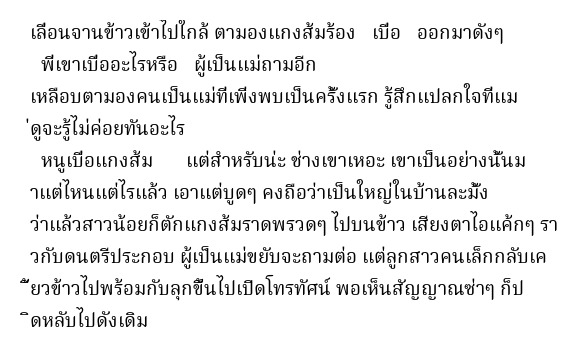 เลื่อนจานข้าวเข้าไปใกล้ ตามองแกงส้มร้อง เบื่อ ออกมาดังๆ
พี่เขาเบื่ออะไรหรือ ผู้เป็นแม่ถามอีก
เหลือบตามองคนเป็นแม่ที่เพิ่งพบเป็นครั้งแรก รู้สึกแปลกใจที่แม
่ดูจะรู้ไม่ค่อยทันอะไร
หนูเบื่อแกงส้ม แต่สำหรับน่ะ ช่างเขาเหอะ เขาเป็นอย่างนี้นม
าแต่ไหนแต่ไรแล้ว เอาแต่บูดๆ คงถือว่าเป็นใหญ่ในบ้านละมั้ง
ว่าแล้วสาวน้อยก็ตักแกงส้มราดพรวดๆ ไปบนข้าว เสียงตาไอแค้กๆ รา
วกับดนตรีประกอบ ผู้เป็นแม่ขยับจะถามต่อ แต่ลูกสาวคนเล็กกลับเค
ี้ยวข้าวไปพร้อมกับลุกขึ้นไปเปิดโทรทัศน์ พอเห็นสัญญาณซ่าๆ ก็ป
ิดหลับไปดังเดิม